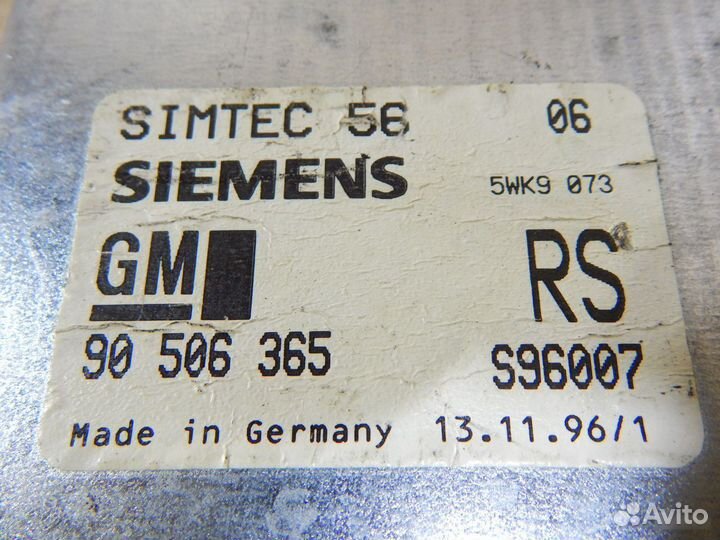 SIMTEC 56 06
SIEMENS 5WK9 073
GM RS
90 506 365 S96007
Made in Germany 13.11.96/1
Avito